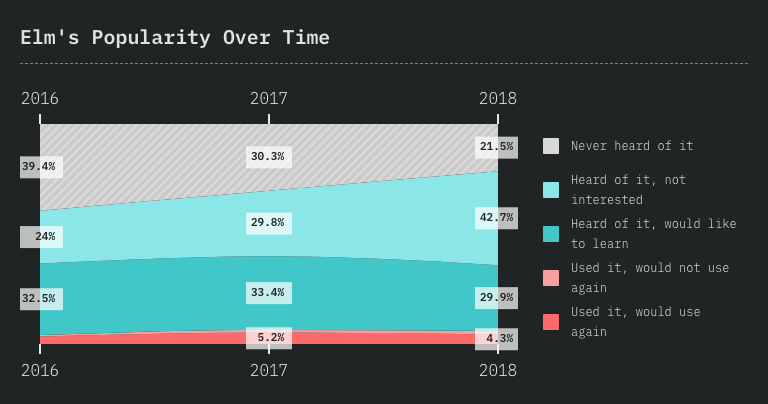 Elm's Popularity Over Time
2016 2017 2018
39.4% 30.3% 21.5%
24% 29.8% 42.7%
32.5% 33.4% 29.9%
5.2% 4.3%
2016 2017 2018
Never heard of it
Heard of it, not
interested
Heard of it, would like
to learn
Used it, would not use
again
Used it, would use
again